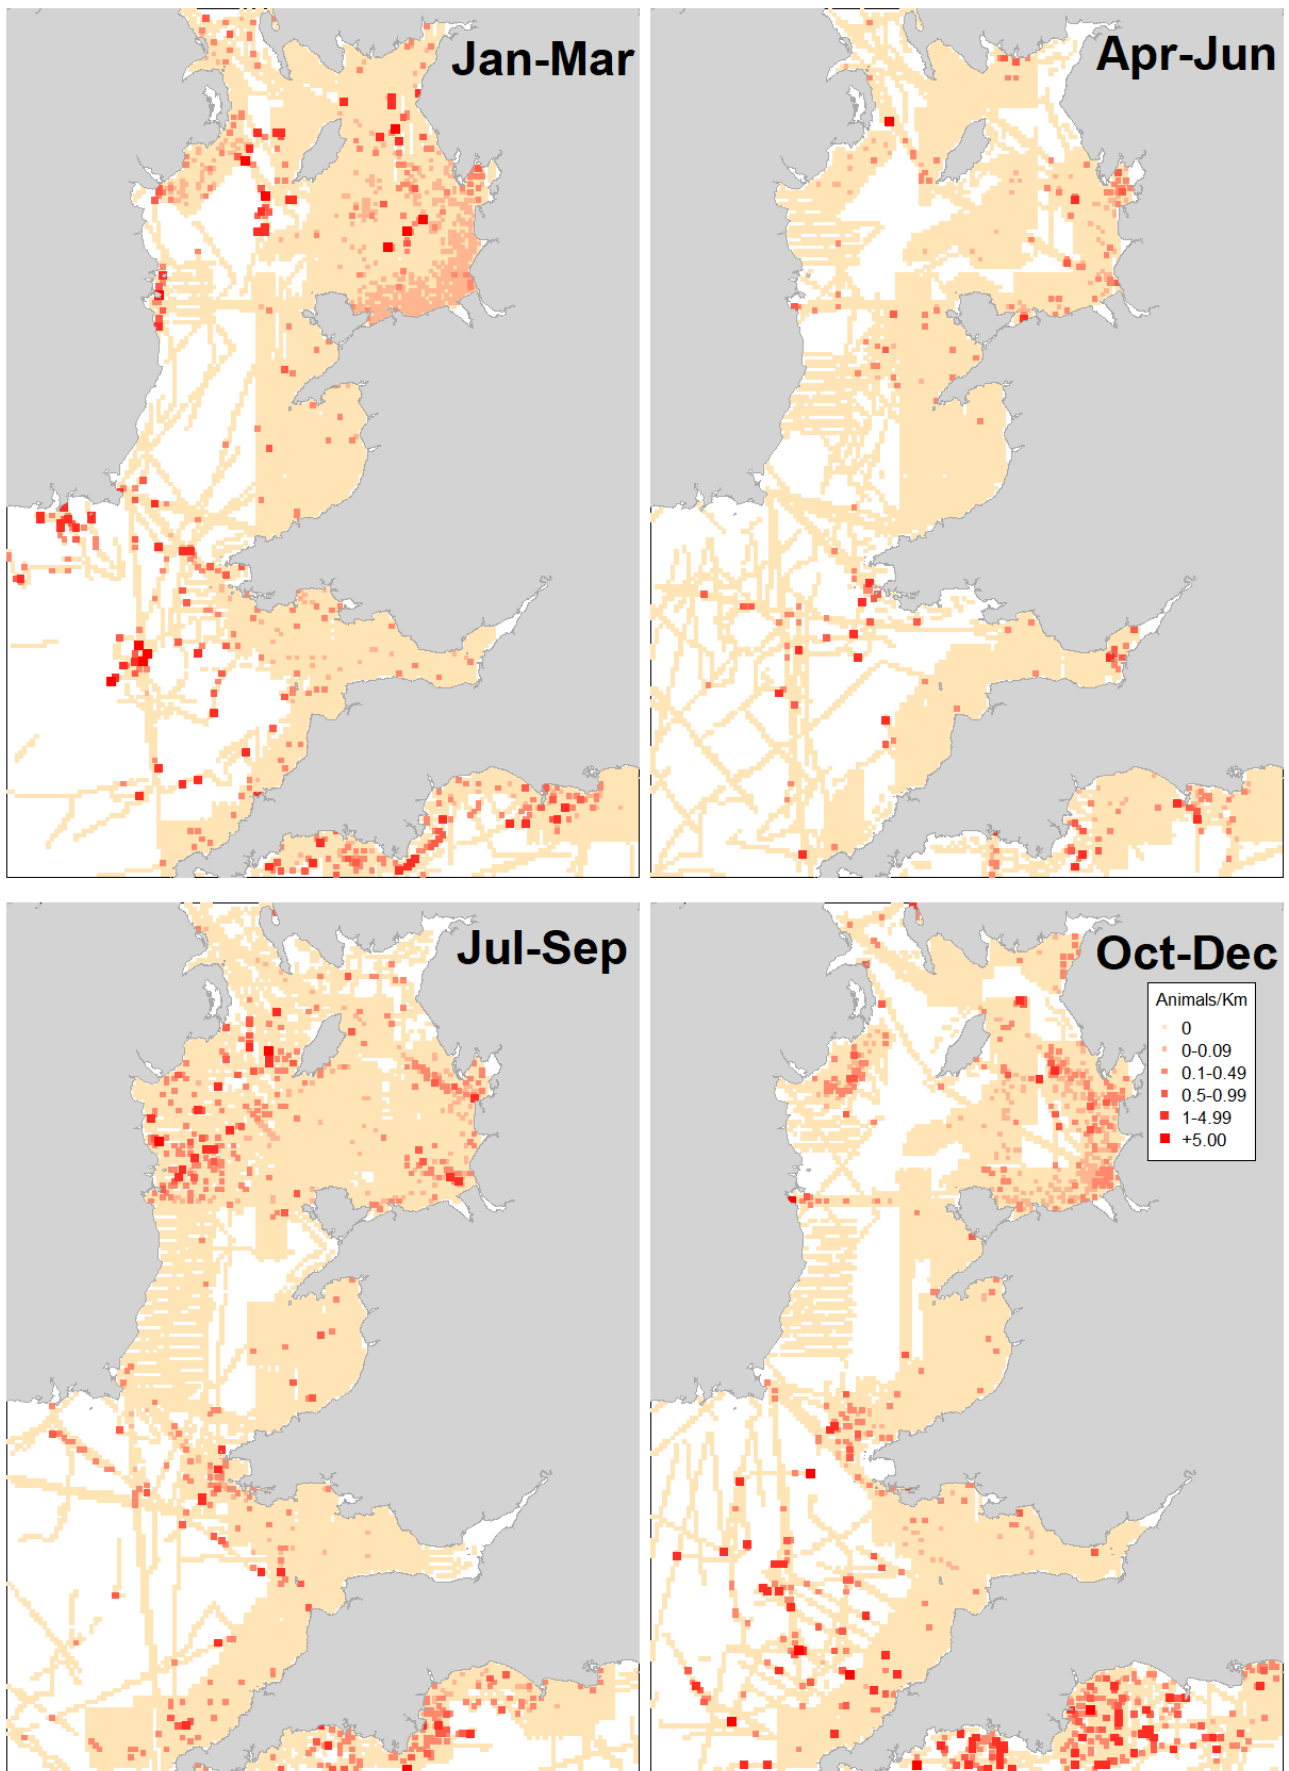 Jan-Mar
Apr-Jun
Jul-Sep
Oct-Dec
Animals/Km
0
0-0.09
0.1-0.49
0.5-0.99
1-4.99
+5.00